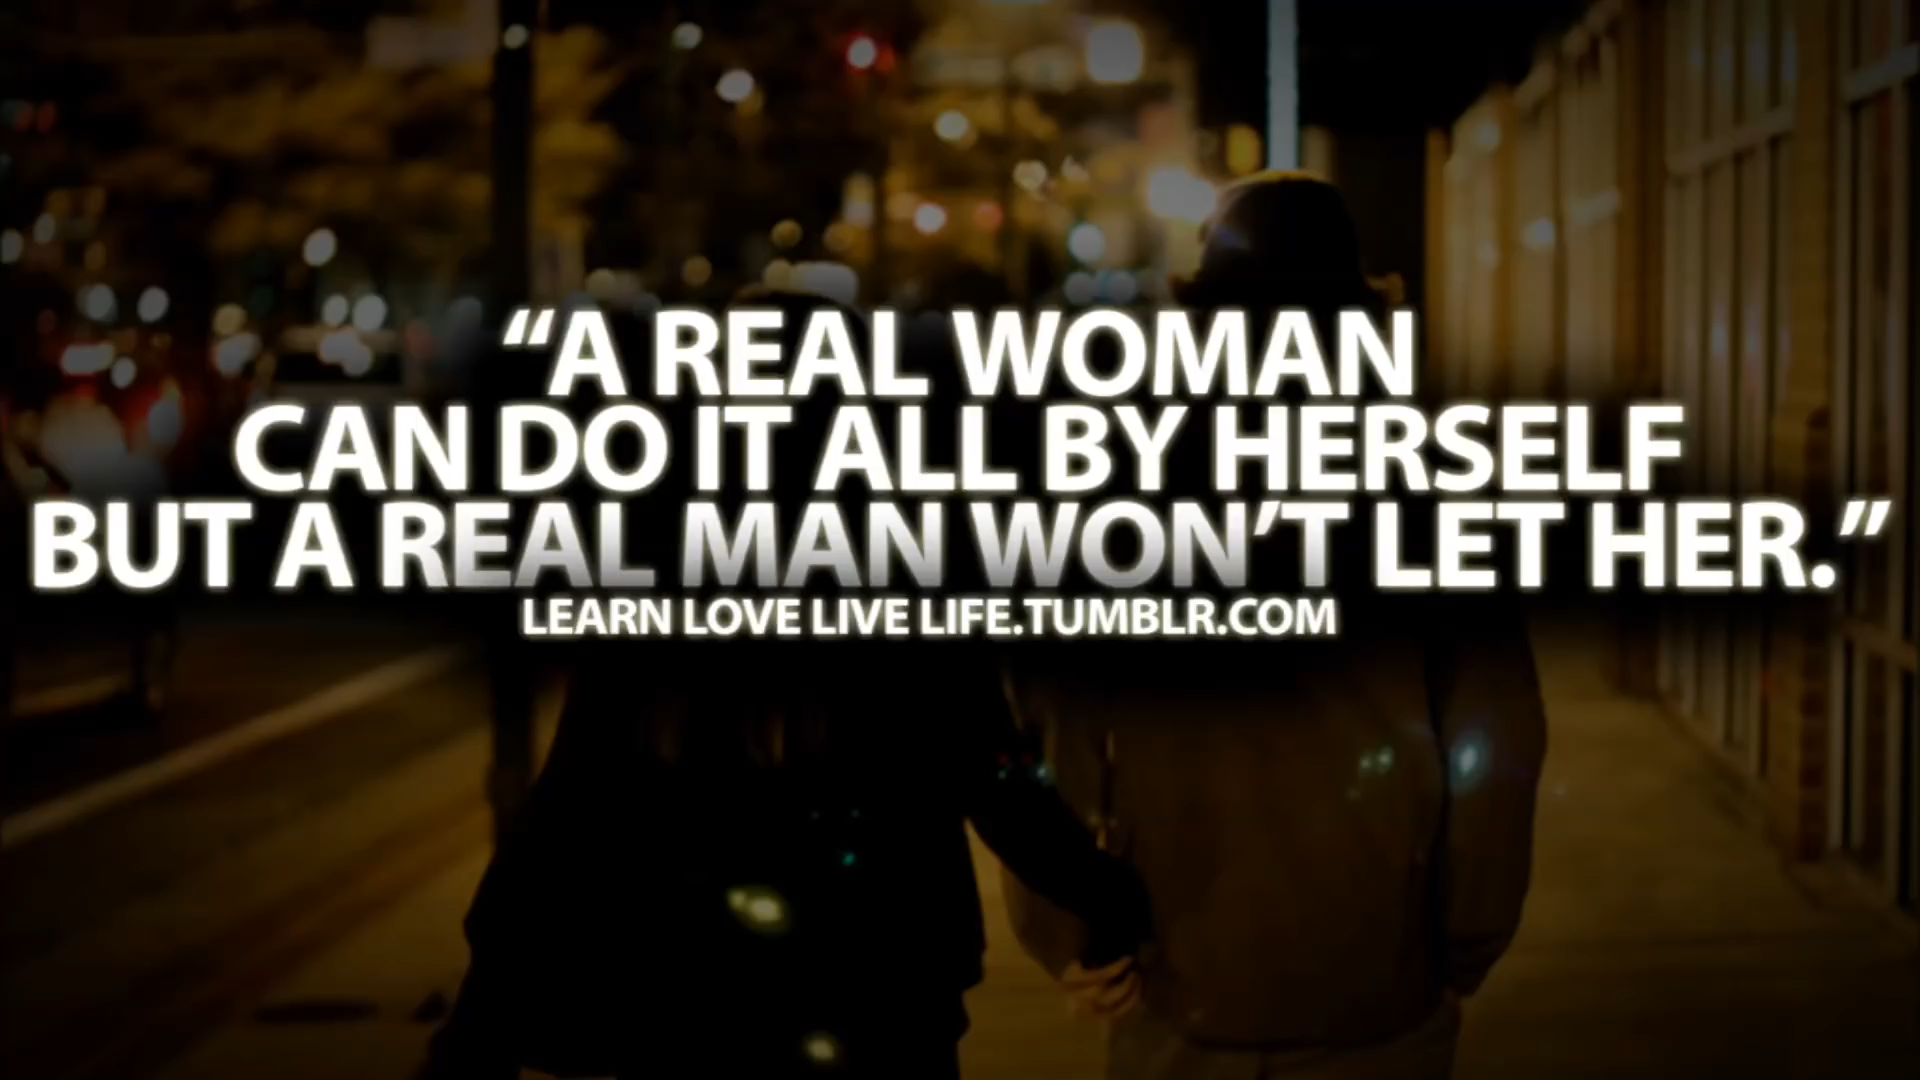 “A REAL WOMAN
CAN DO IT ALL BY HERSELF
BUT A REAL MAN WON’T LET HER.”
LEARN LOVE LIVE LIFE.TUMBLR.COM